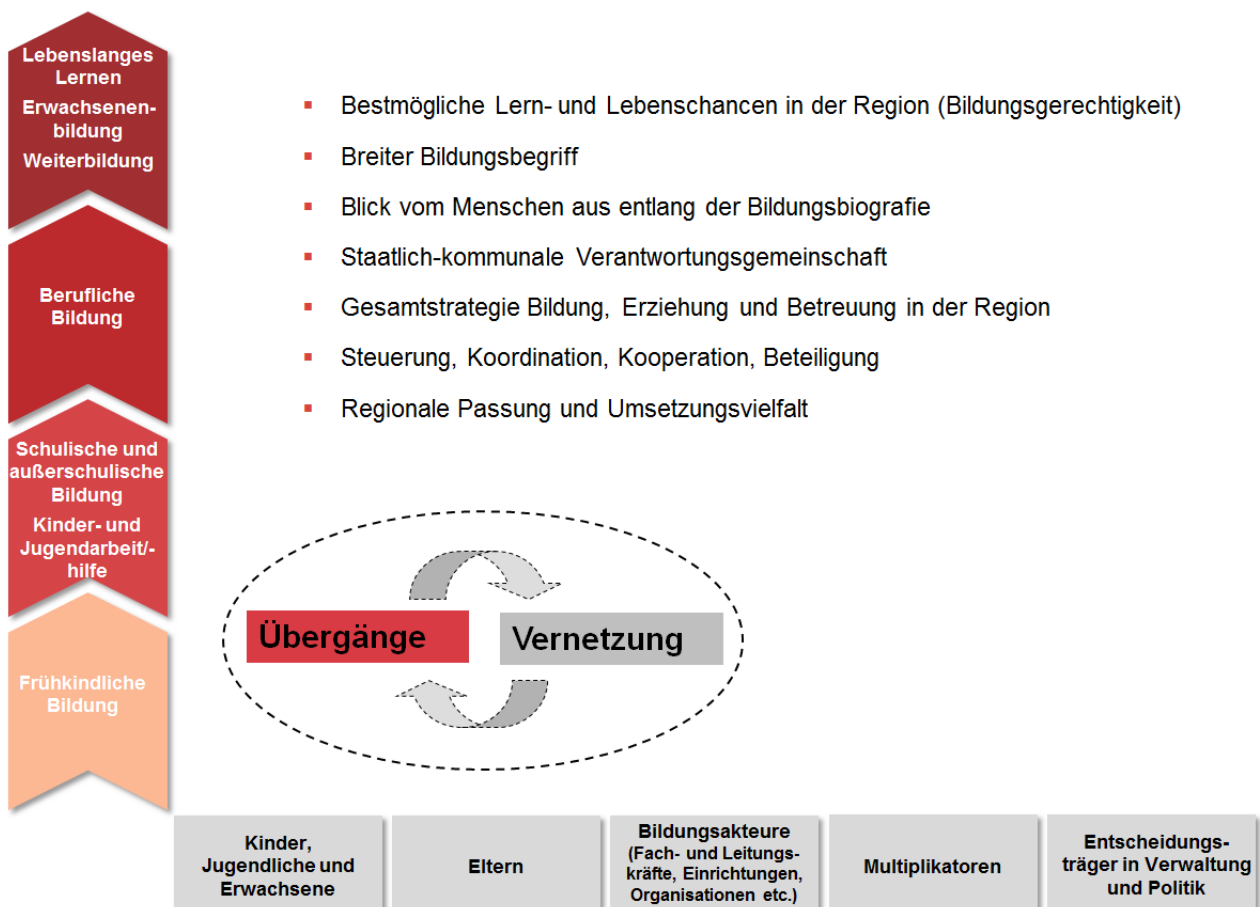 Lebenslanges
Lernen
Erwachsenen-
bildung
Weiterbildung
Berufliche
Bildung
Schulische und
außerschulische
Bildung
Kinder- und
Jugendarbeit/-
hilfe
Frühkindliche
Bildung
▪ Bestmögliche Lern- und Lebenschancen in der Region (Bildungsgerechtigkeit)
▪ Breiter Bildungsbegriff
▪ Blick vom Menschen aus entlang der Bildungsbiografie
▪ Staatlich-kommunale Verantwortungsgemeinschaft
▪ Gesamtstrategie Bildung, Erziehung und Betreuung in der Region
▪ Steuerung, Koordination, Kooperation, Beteiligung
▪ Regionale Passung und Umsetzungsvielfalt
Übergänge
Vernetzung
Kinder,
Jugendliche und
Erwachsene
Eltern
Bildungsakteure
(Fach- und Leitungs-
kräfte, Einrichtungen,
Organisationen etc.)
Multiplikatoren
Entscheidungs-
träger in Verwaltung
und Politik